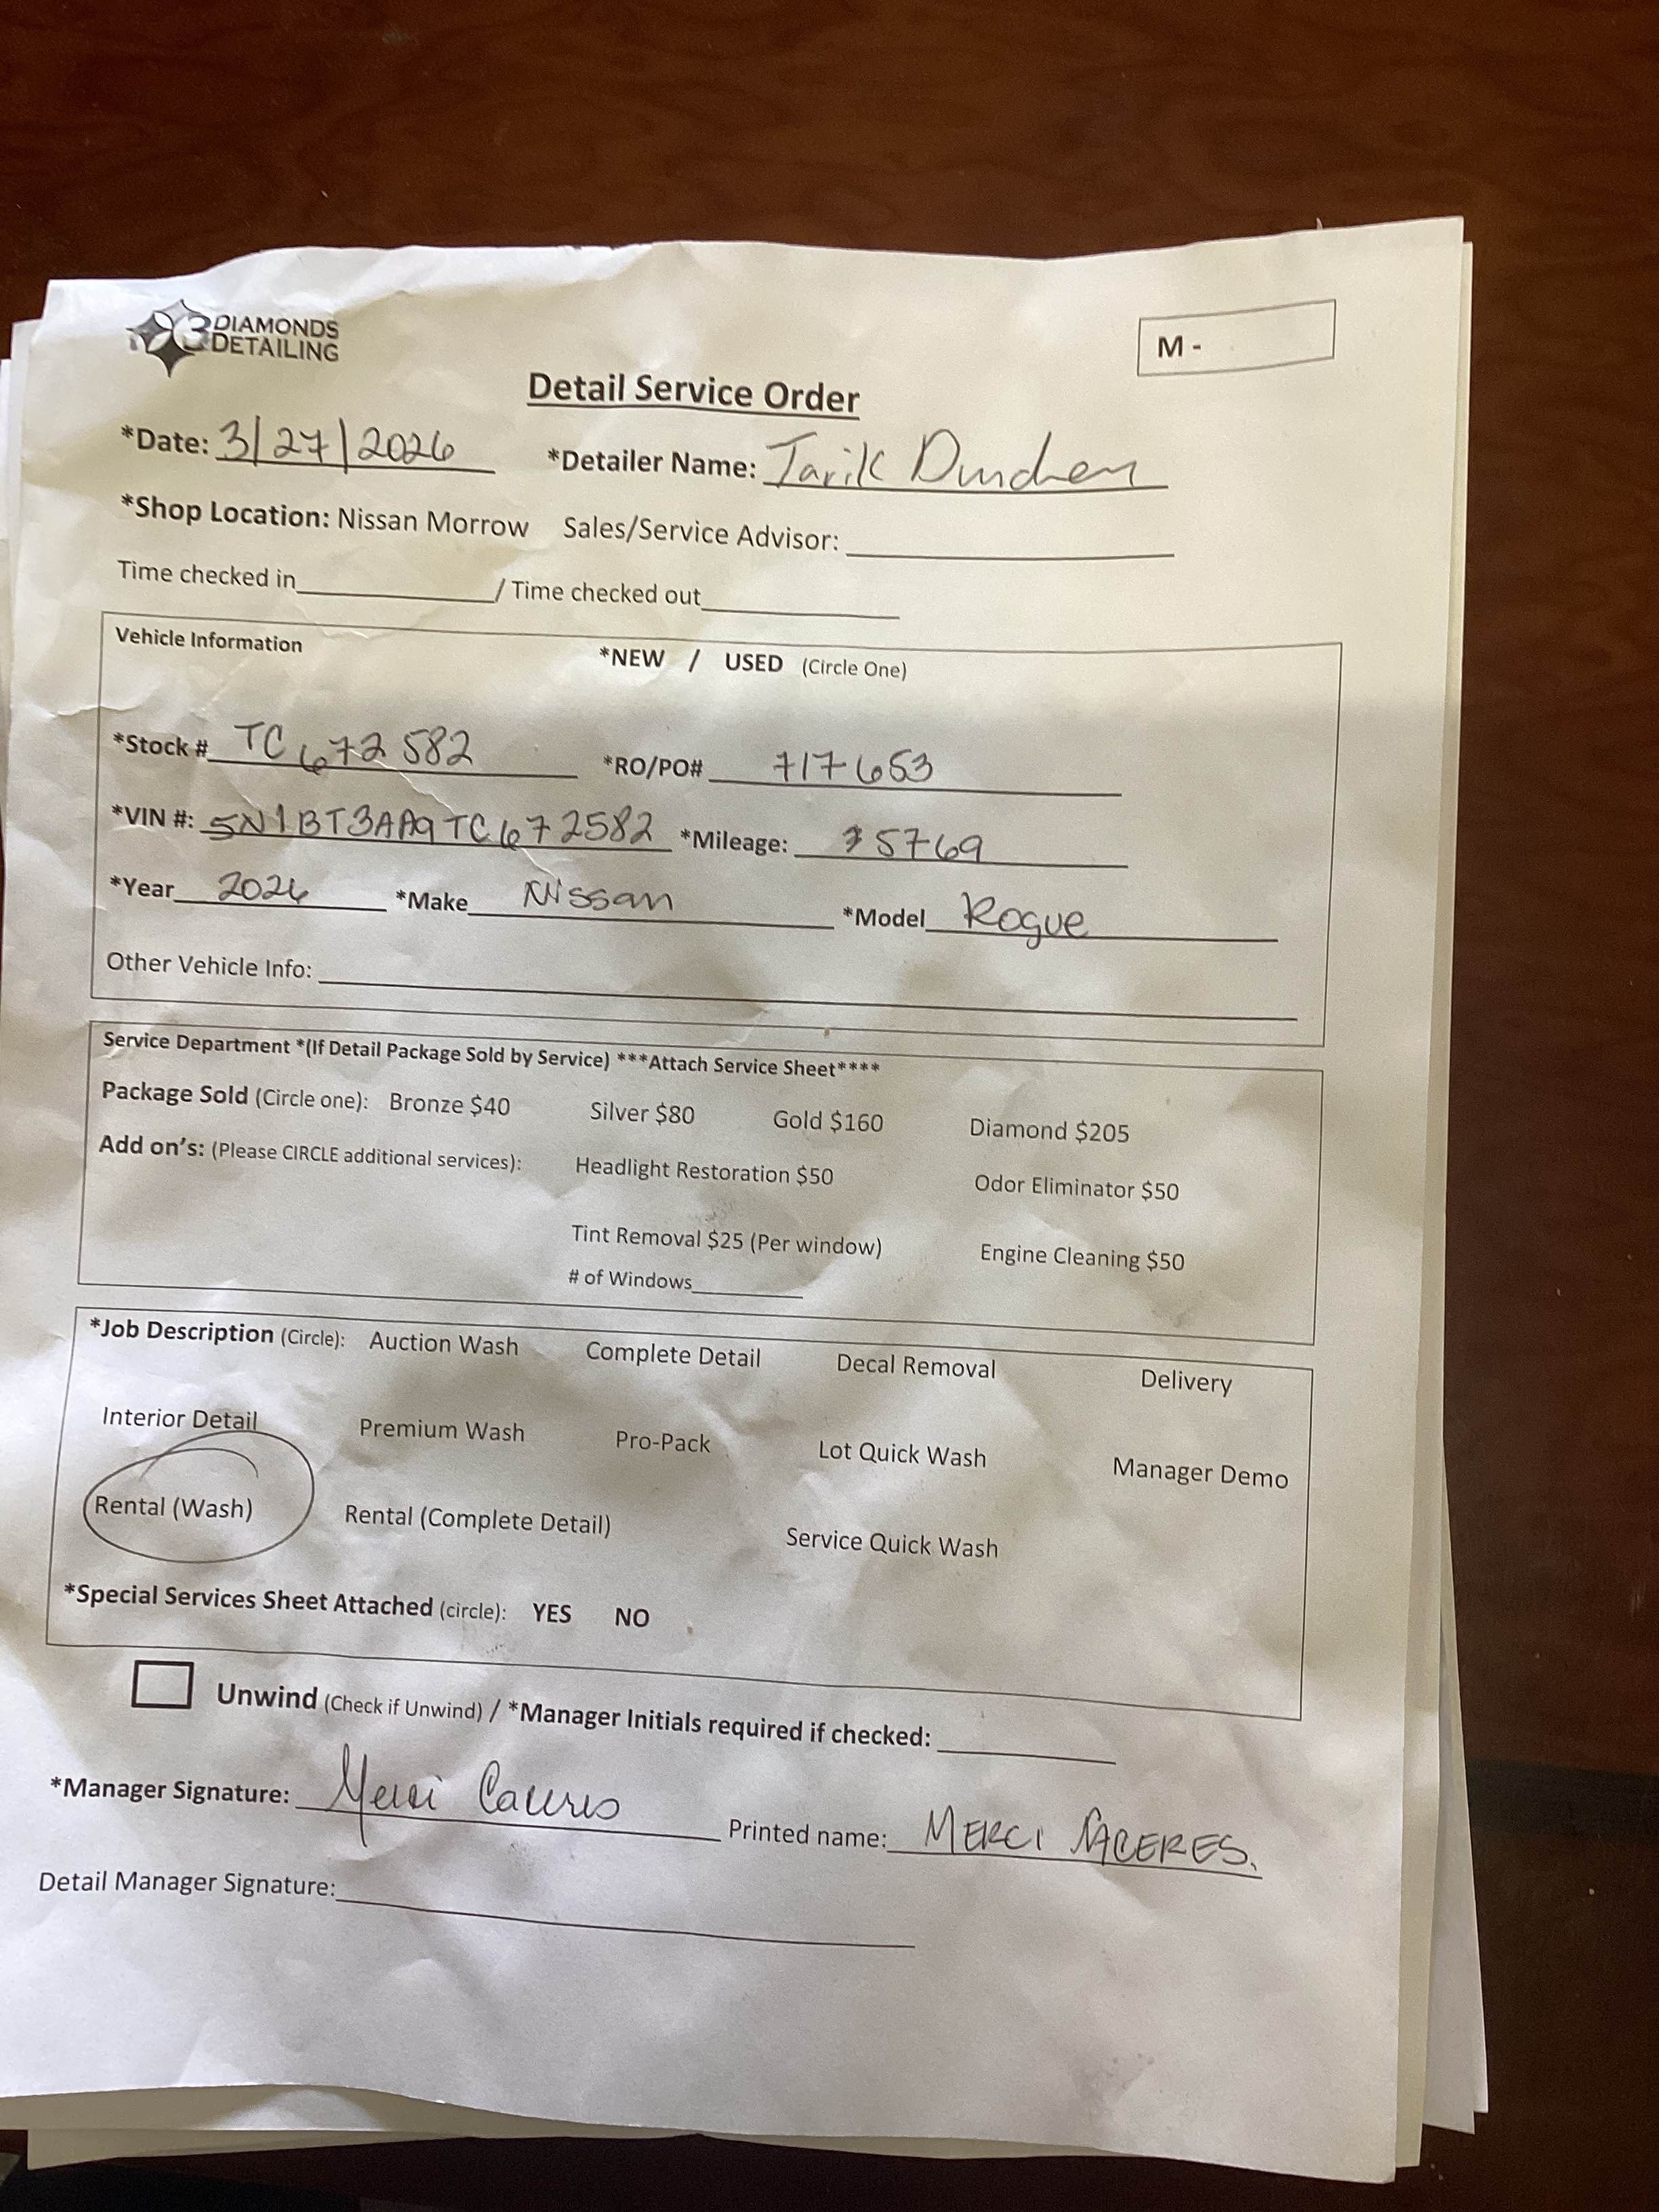 3 DIAMONDS
DETAILING
M -
Detail Service Order
*Date: 3/27/2026 *Detailer Name: Tarik
*Shop Location: Nissan Morrow Sales/Service Advisor:
Time checked in / Time checked out
Vehicle Information *NEW / USED (Circle One)
*Stock # TC672582 *RO/PO# 717653
*VIN #: 5N1BT3AA9TC672582 *Mileage: 5769
*Year 2026 *Make Nissan *Model Rogue
Other Vehicle Info:
Service Department *(If Detail Package Sold by Service) ***Attach Service Sheet****
Package Sold (Circle one): Bronze $40 Silver $80 Gold $160 Diamond $205
Add on's: (Please CIRCLE additional services): Headlight Restoration $50 Odor Eliminator $50
Tint Removal $25 (Per window) Engine Cleaning $50
# of Windows
*Job Description (Circle): Auction Wash Complete Detail Decal Removal Delivery
Interior Detail Premium Wash Pro-Pack Lot Quick Wash Manager Demo
Rental (Wash) Rental (Complete Detail) Service Quick Wash
*Special Services Sheet Attached (circle): YES NO
Unwind (Check if Unwind) / *Manager Initials required if checked:
*Manager Signature: Merci Caceres Printed name: MERCI CACERES.
Detail Manager Signature: